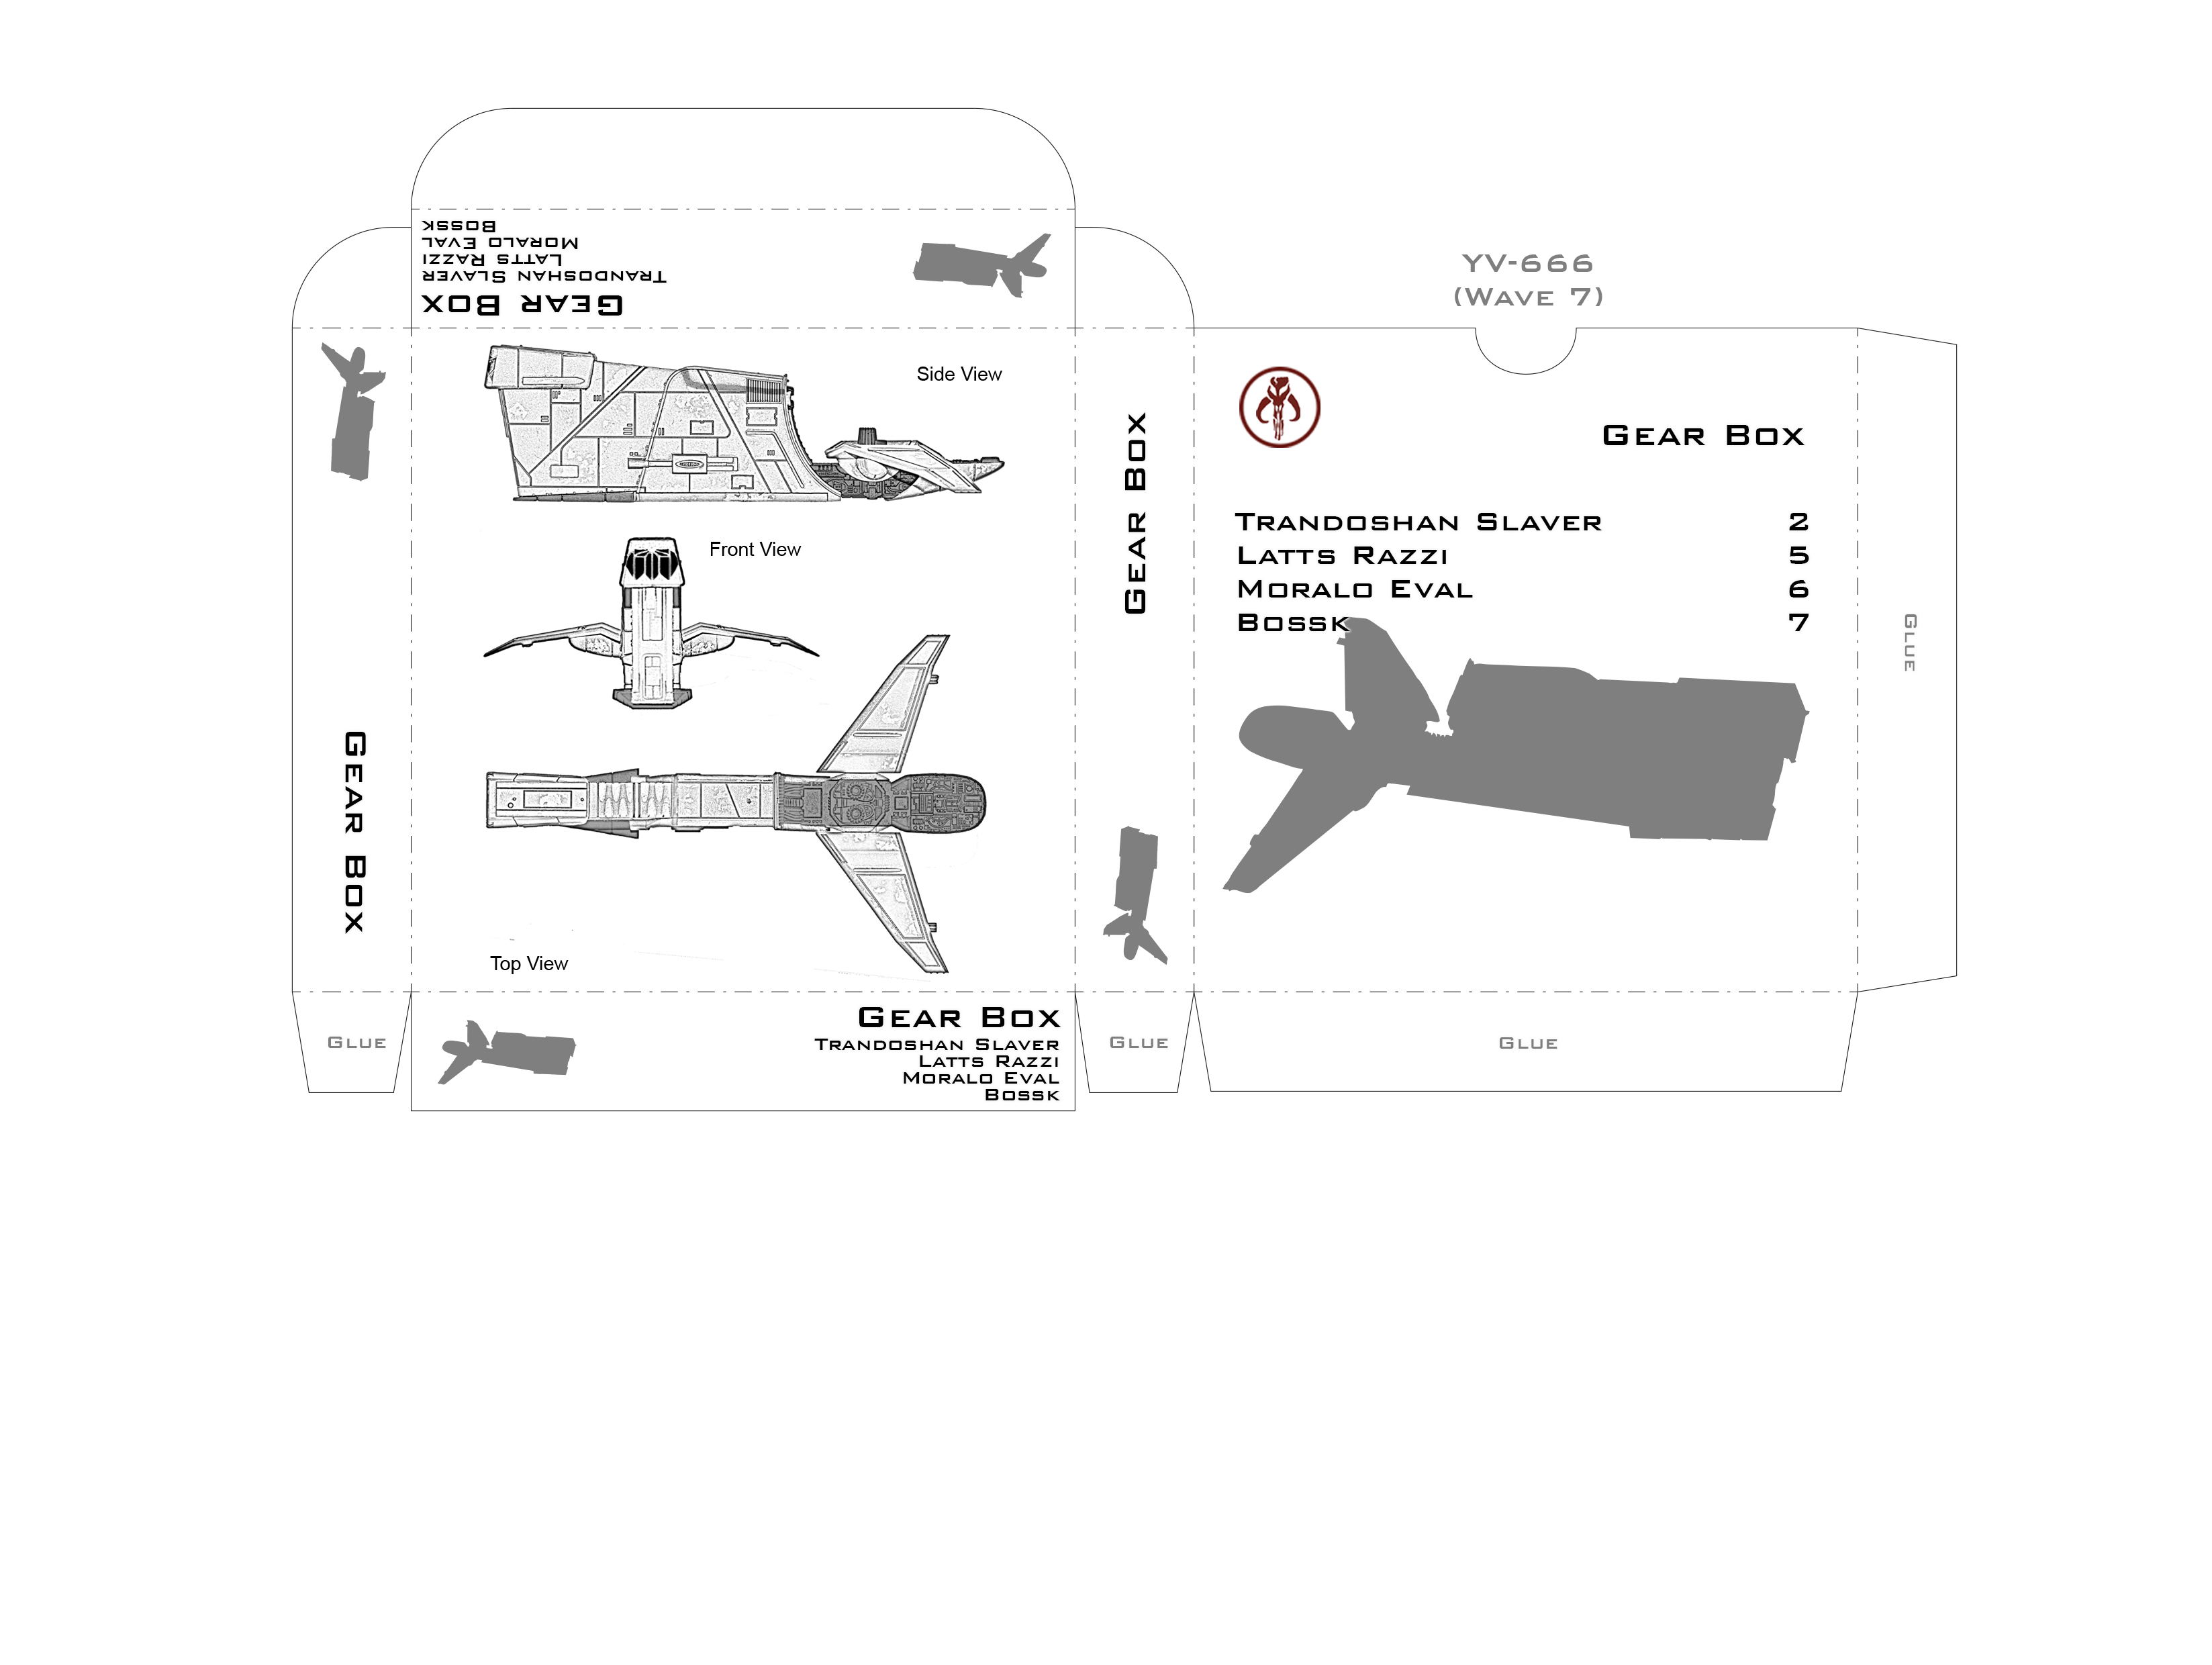 Bossk
Moralo Eval
Latts Razzi
Trandoshan Slaver
Gear Box
YV-666
(Wave 7)
Side View
Front View
Top View
Gear Box
Gear Box
Gear Box
Trandoshan Slaver 2
Latts Razzi 5
Moralo Eval 6
Bossk 7
Glue
Glue
Gear Box
Trandoshan Slaver
Latts Razzi
Moralo Eval
Bossk
Glue
Glue